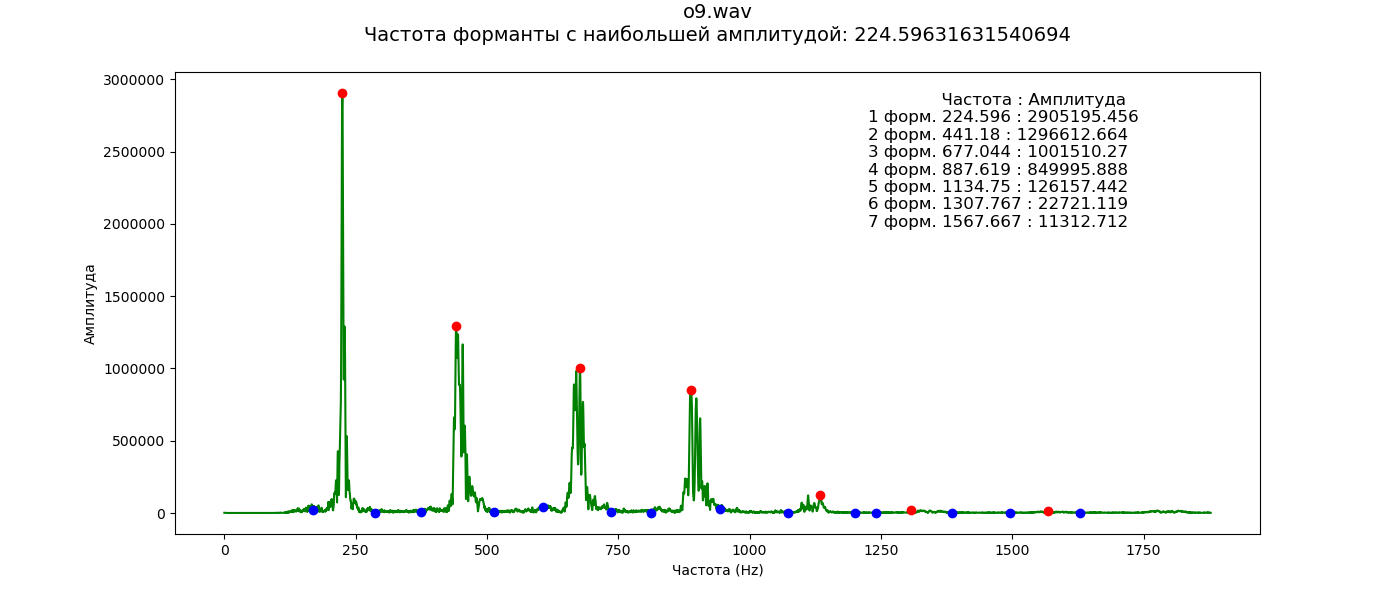 o9.wav
Частота форманты с наибольшей амплитудой: 224.59631631540694
3000000
2500000
2000000
1500000
1000000
500000
0
Амплитуда
Частота : Амплитуда
1 форм. 224.596 : 2905195.456
2 форм. 441.18 : 1296612.664
3 форм. 677.044 : 1001510.27
4 форм. 887.619 : 849995.888
5 форм. 1134.75 : 126157.442
6 форм. 1307.767 : 22721.119
7 форм. 1567.667 : 11312.712
0 250 500 750 1000 1250 1500 1750
Частота (Hz)